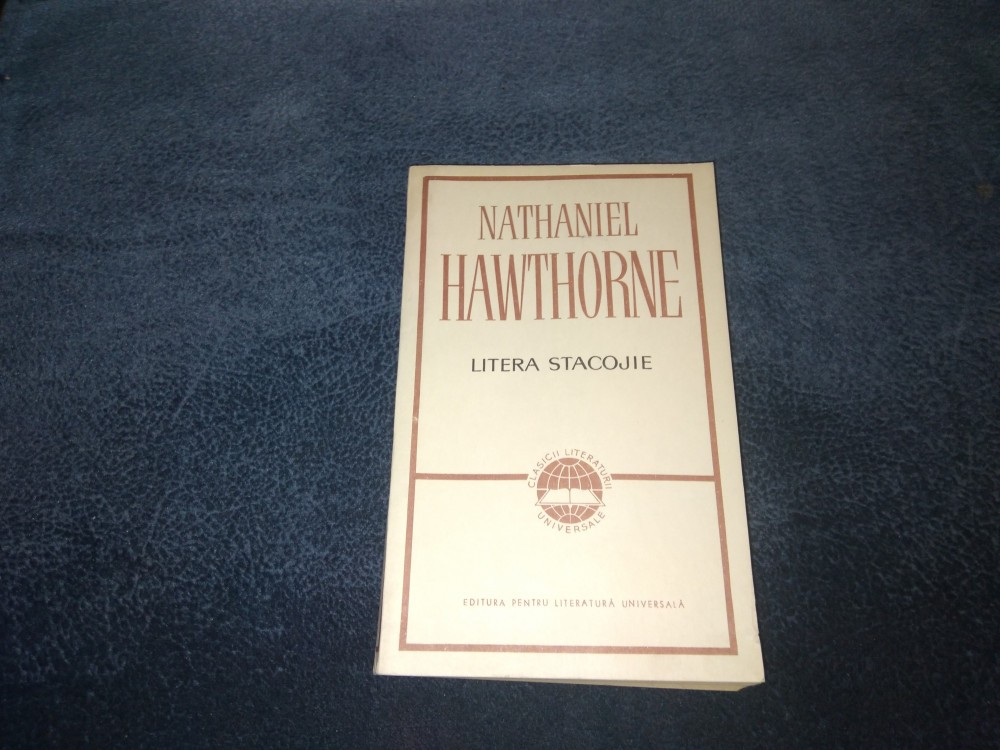 NATHANIEL
HAWTHORNE
LITERA STACOJIE
CLASICII LITERATURII
UNIVERSALE
EDITURA PENTRU LITERATURĂ UNIVERSALĂ